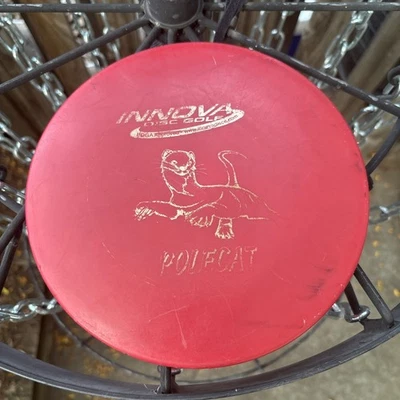 INNOVA
DISC GOLF
POLECAT